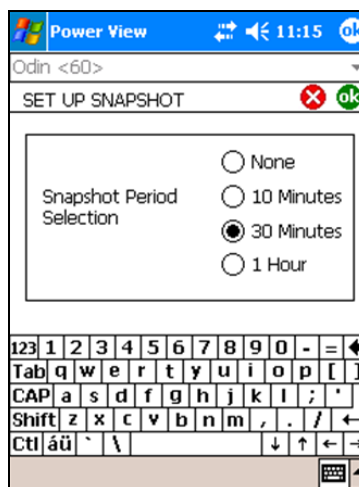 Power View 11:15 ok
Odin <60>
SET UP SNAPSHOT ok
None
Snapshot Period
Selection
10 Minutes
30 Minutes
1 Hour
123 1 2 3 4 5 6 7 8 9 0 - =
Tab q w e r t y u i o p [ ]
CAP a s d f g h j k l ; '
Shift z x c v b n m , . /
Ctl áü ` \